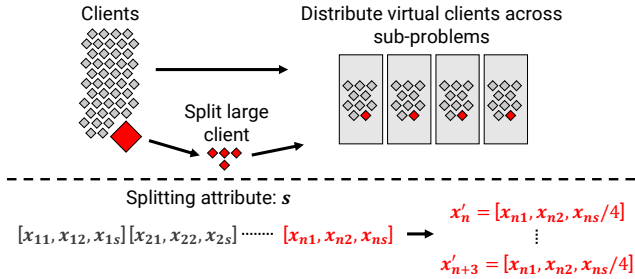 Clients
Distribute virtual clients across
sub-problems
Split large
client
Splitting attribute: s
[x11, x12, x1s][x21, x22, x2s] ········ [xn1, xn2, xns]
x′n = [xn1, xn2, xns/4]
⋮
x′n+3 = [xn1, xn2, xns/4]